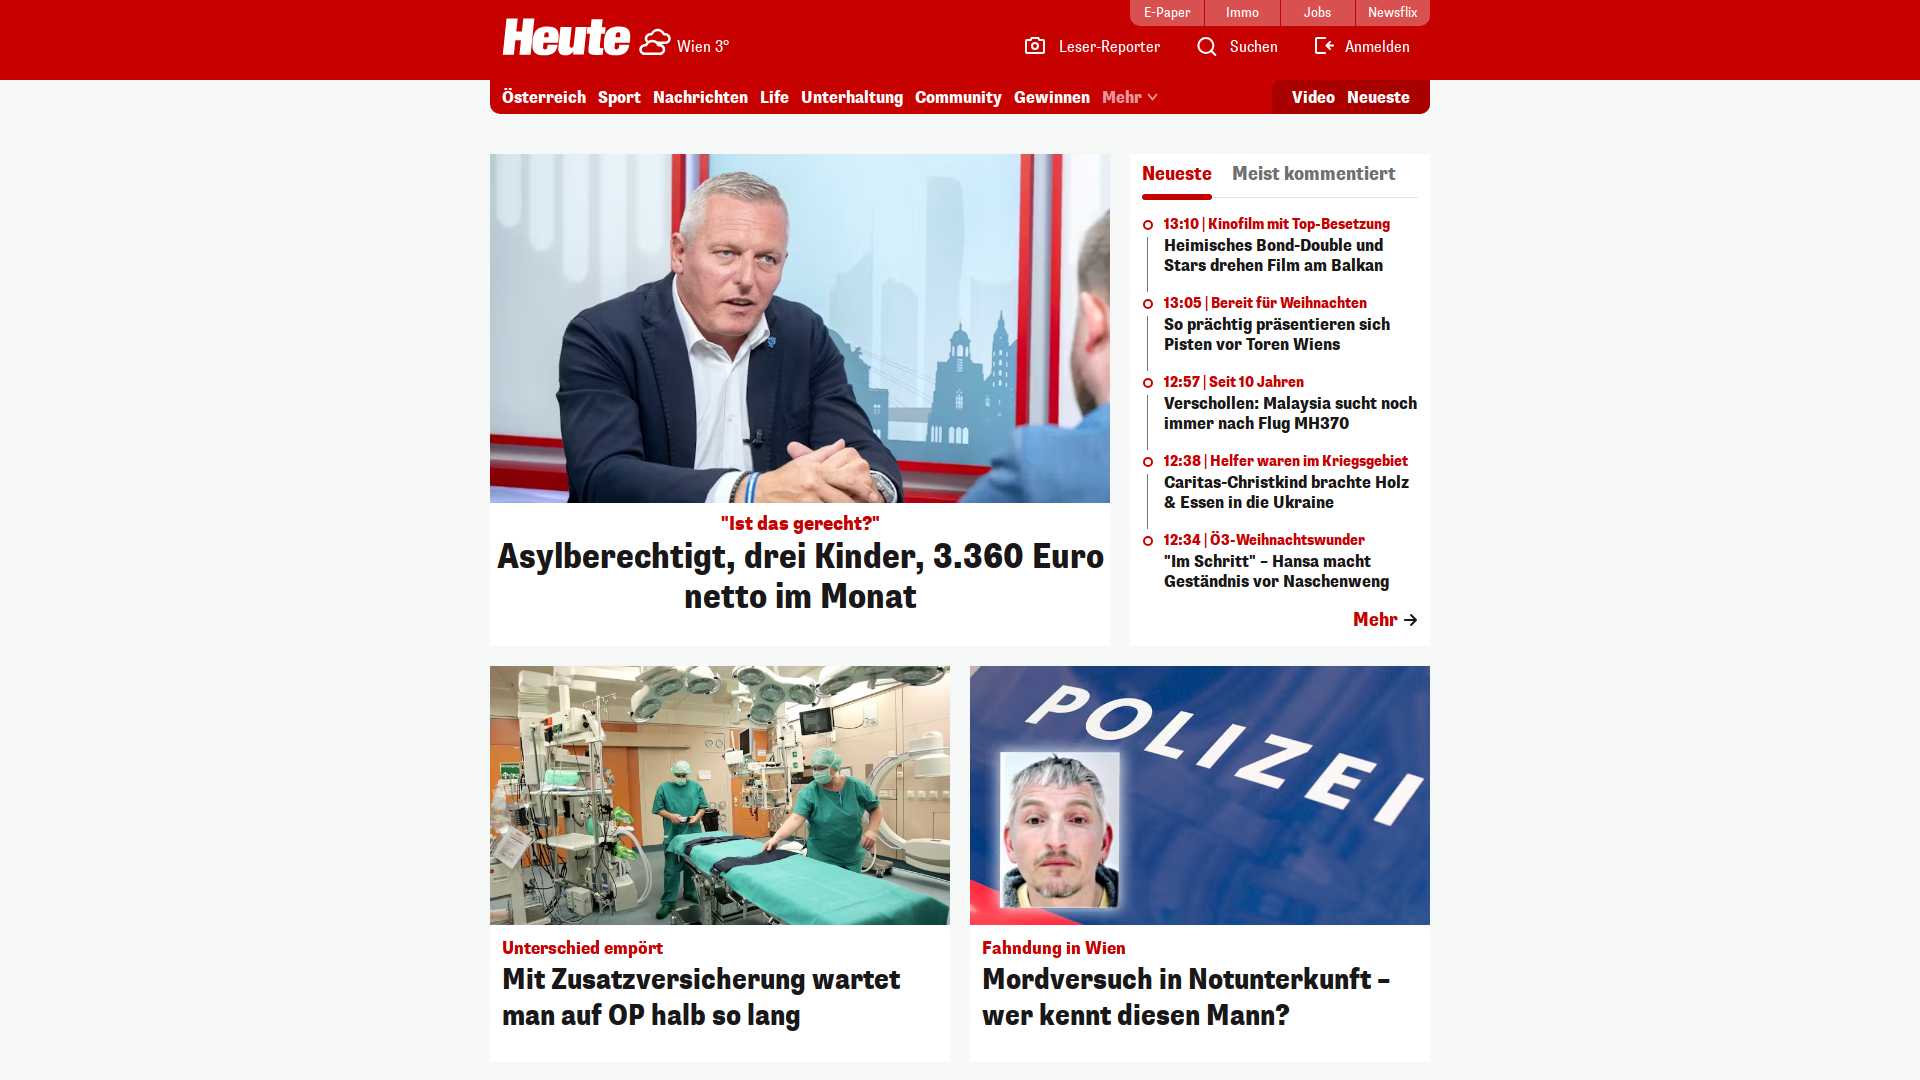 E-Paper
Immo
Jobs
Newsflix
Heute
Wien 3°
Leser-Reporter
Suchen
Anmelden
Österreich
Sport
Nachrichten
Life
Unterhaltung
Community
Gewinnen
Mehr
Video
Neueste
"Ist das gerecht?"
Asylberechtigt, drei Kinder, 3.360 Euro
netto im Monat
Neueste
Meist kommentiert
13:10 | Kinofilm mit Top-Besetzung
Heimisches Bond-Double und
Stars drehen Film am Balkan
13:05 | Bereit für Weihnachten
So prächtig präsentieren sich
Pisten vor Toren Wiens
12:57 | Seit 10 Jahren
Verschollen: Malaysia sucht noch
immer nach Flug MH370
12:38 | Helfer waren im Kriegsgebiet
Caritas-Christkind brachte Holz
& Essen in die Ukraine
12:34 | Ö3-Weihnachtswunder
"Im Schritt" – Hansa macht
Geständnis vor Naschenweng
Mehr
Unterschied empört
Mit Zusatzversicherung wartet
man auf OP halb so lang
POLIZEI
Fahndung in Wien
Mordversuch in Notunterkunft –
wer kennt diesen Mann?